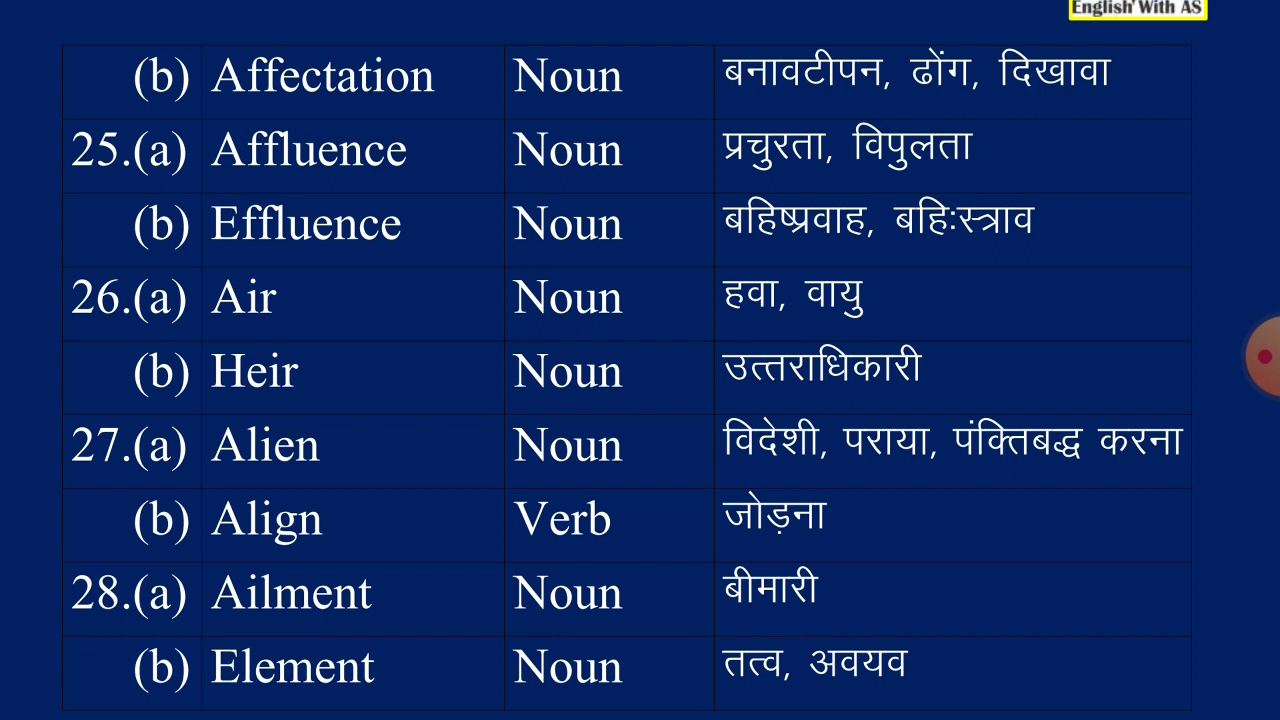 English With AS
(b) Affectation Noun बनावटीपन, ढोंग, दिखावा
25.(a) Affluence Noun प्रचुरता, विपुलता
(b) Effluence Noun बहिष्प्रवाह, बहिःस्त्राव
26.(a) Air Noun हवा, वायु
(b) Heir Noun उत्तराधिकारी
27.(a) Alien Noun विदेशी, पराया, पंक्तिबद्ध करना
(b) Align Verb जोड़ना
28.(a) Ailment Noun बीमारी
(b) Element Noun तत्व, अवयव